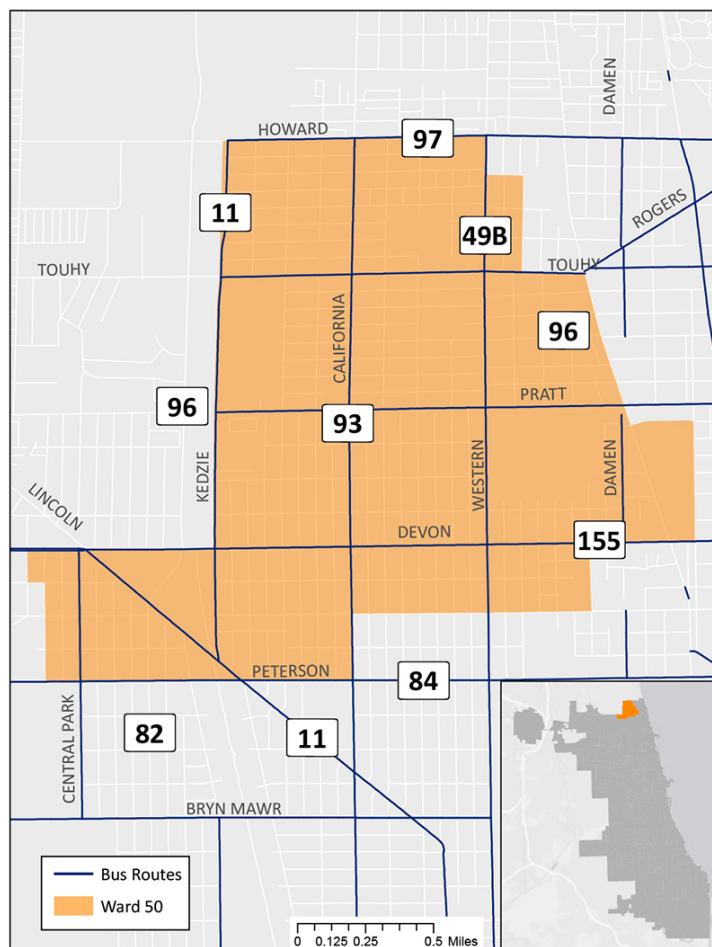 DAMEN
HOWARD
97
11
ROGERS
49B
TOUHY
TOUHY
CALIFORNIA
96
PRATT
96
93
KEDZIE
WESTERN
DAMEN
LINCOLN
DEVON
155
PETERSON
84
CENTRAL PARK
82
11
BRYN MAWR
Bus Routes
Ward 50
0 0.125 0.25 0.5 Miles